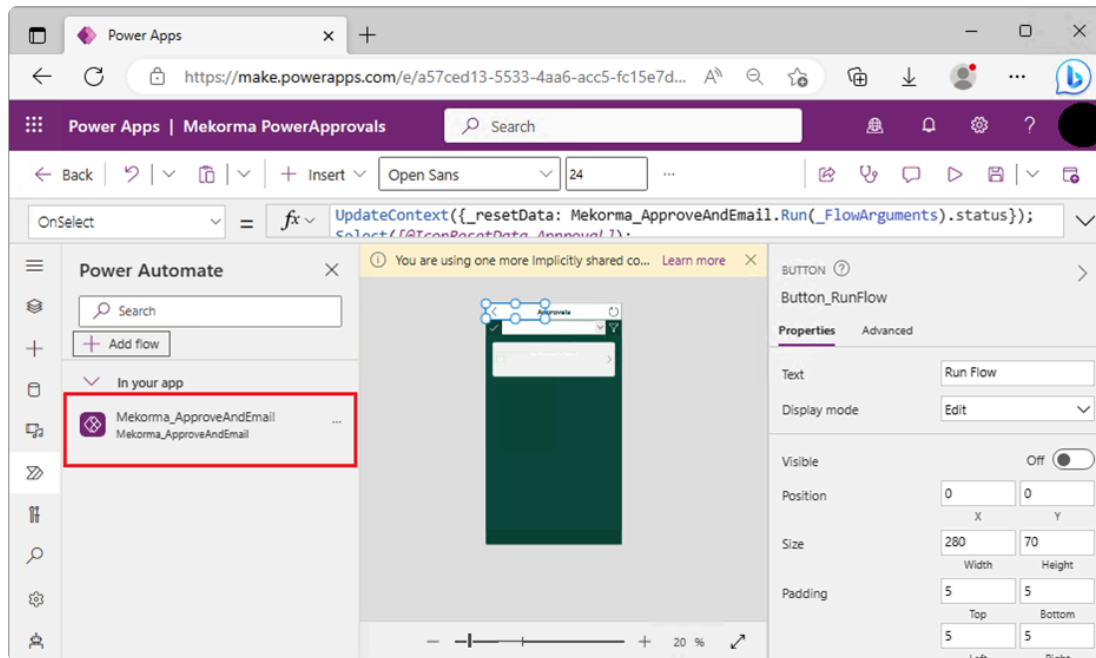 Power Apps
https://make.powerapps.com/e/a57ced13-5533-4aa6-acc5-fc15e7d...
Power Apps | Mekorma PowerApprovals
Search
?
Back
Insert
Open Sans
24
...
OnSelect
=
fx
UpdateContext({_resetData: Mekorma_ApproveAndEmail.Run(_FlowArguments).status});
Select([@IconResetData_Approval]);
Power Automate
Search
Add flow
In your app
Mekorma_ApproveAndEmail
Mekorma_ApproveAndEmail
...
You are using one more Implicitly shared co... Learn more
Approvals
20 %
BUTTON
Button_RunFlow
Properties Advanced
Text Run Flow
Display mode Edit
Visible Off
Position 0 0
X Y
Size 280 70
Width Height
Padding 5 5
Top Bottom
5 5
Left Right